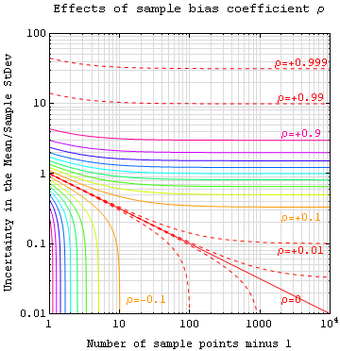 Effects of sample bias coefficient ρ
Uncertainty in the Mean/Sample StDev
100
10
1
0.1
0.01
ρ=+0.999
ρ=+0.99
ρ=+0.9
ρ=+0.1
ρ=+0.01
ρ=-0.1
ρ=0
1
10
100
1000
10⁴
Number of sample points minus 1